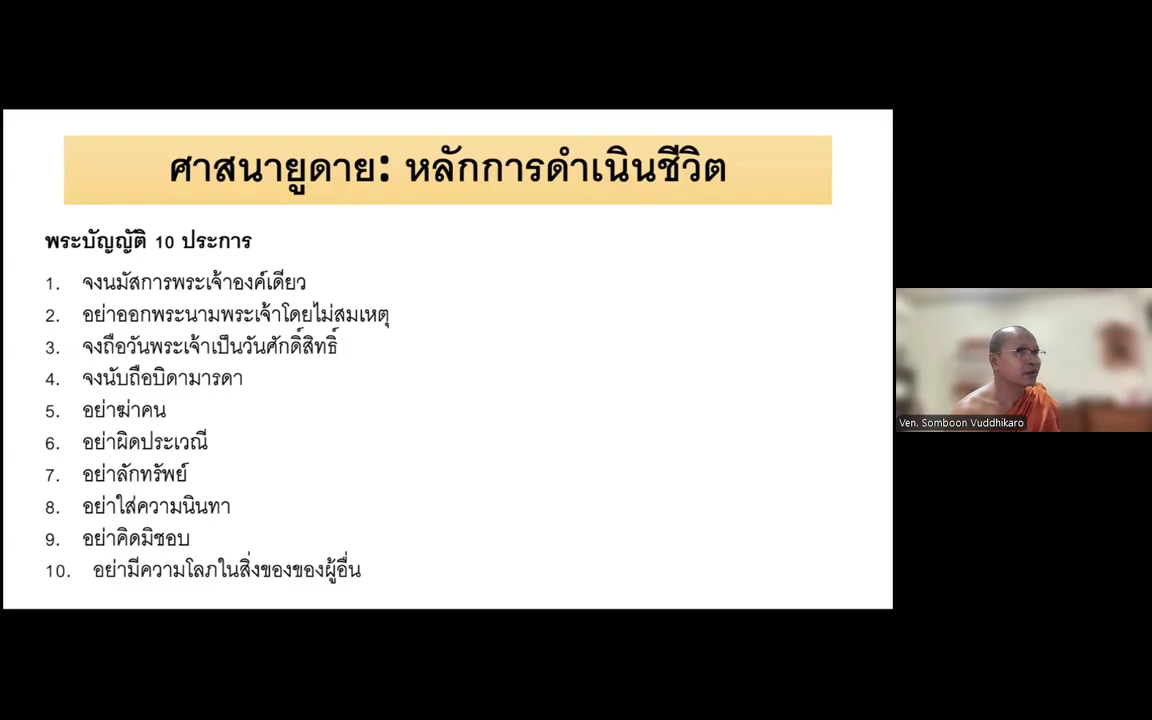 ศาสนายูดาย: หลักการดำเนินชีวิต
พระบัญญัติ 10 ประการ
1. จงนมัสการพระเจ้าองค์เดียว
2. อย่าออกพระนามพระเจ้าโดยไม่สมเหตุ
3. จงถือวันพระเจ้าเป็นวันศักดิ์สิทธิ์
4. จงนับถือบิดามารดา
5. อย่าฆ่าคน
6. อย่าผิดประเวณี
7. อย่าลักทรัพย์
8. อย่าใส่ความนินทา
9. อย่าคิดมิชอบ
10. อย่ามีความโลภในสิ่งของของผู้อื่น
Ven. Somboon Vuddhikaro